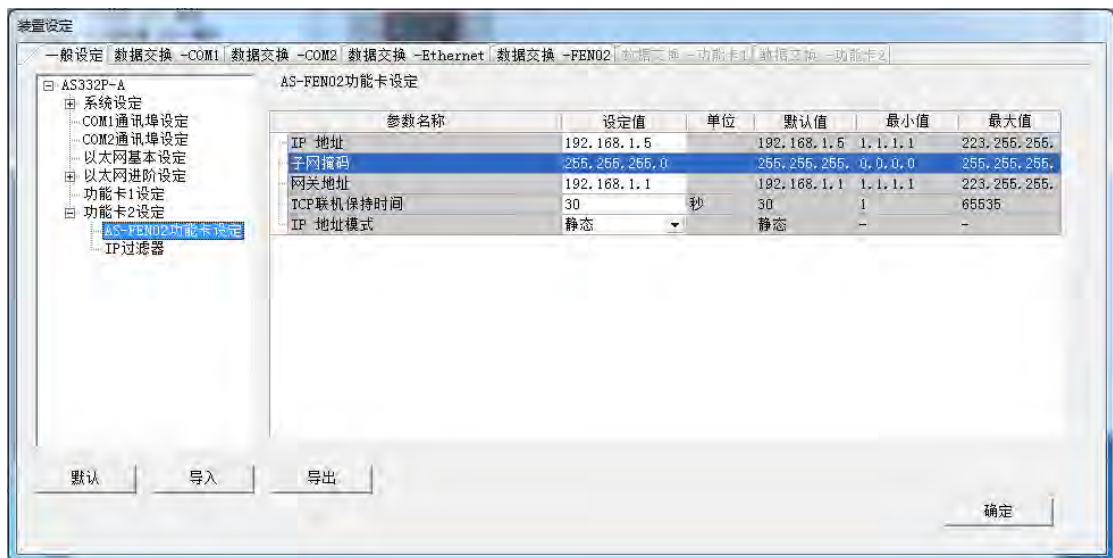 装置设定
一般设定 数据交换 -COM1 数据交换 -COM2 数据交换 -Ethernet 数据交换 -FEN02 数据交换 -功能卡1 数据交换 -功能卡2
AS332P-A
系统设定
COM1通讯埠设定
COM2通讯埠设定
以太网基本设定
以太网进阶设定
功能卡1设定
功能卡2设定
AS-FEN02功能卡设定
IP过滤器
AS-FEN02功能卡设定
参数名称 设定值 单位 默认值 最小值 最大值
IP 地址 192.168.1.5 192.168.1.5 1.1.1.1 223.255.255.
子网掩码 255.255.255.0 255.255.255. 0.0.0.0 255.255.255.
网关地址 192.168.1.1 192.168.1.1 1.1.1.1 223.255.255.
TCP联机保持时间 30 秒 30 1 65535
IP 地址模式 静态 静态 - -
默认 导入 导出
确定